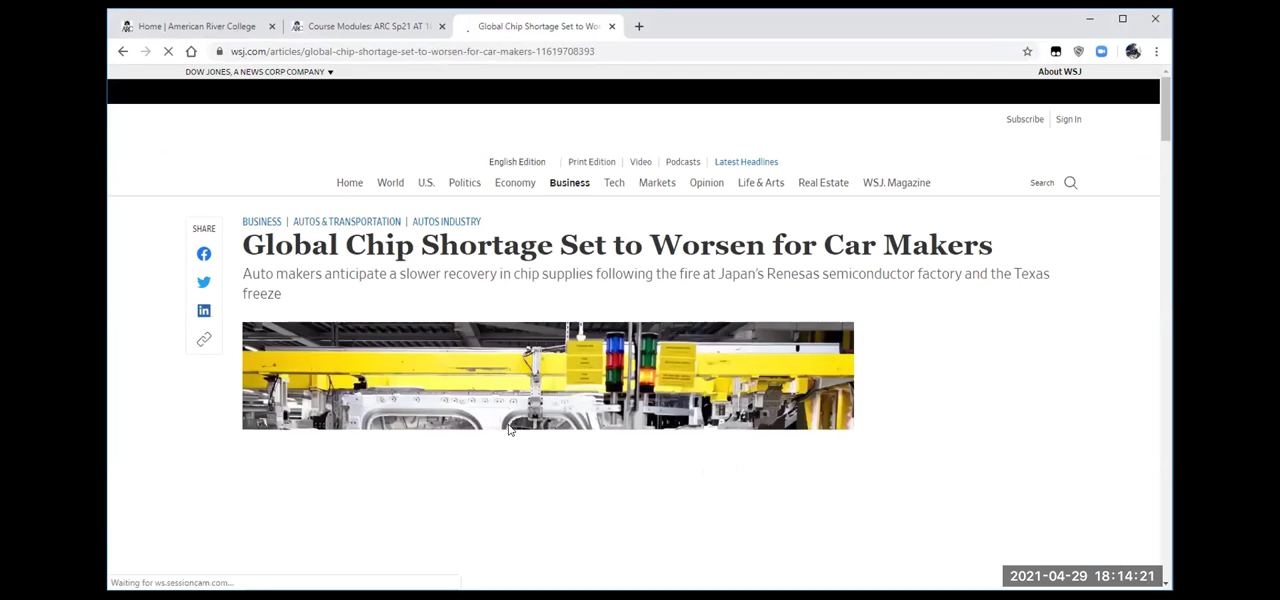 Home | American River College
Course Modules: ARC Sp21 AT 1
Global Chip Shortage Set to Wor
wsj.com/articles/global-chip-shortage-set-to-worsen-for-car-makers-11619708393
DOW JONES, A NEWS CORP COMPANY
About WSJ
Subscribe
Sign In
English Edition
Print Edition
Video
Podcasts
Latest Headlines
Home
World
U.S.
Politics
Economy
Business
Tech
Markets
Opinion
Life & Arts
Real Estate
WSJ. Magazine
Search
SHARE
BUSINESS | AUTOS & TRANSPORTATION | AUTOS INDUSTRY
Global Chip Shortage Set to Worsen for Car Makers
Auto makers anticipate a slower recovery in chip supplies following the fire at Japan's Renesas semiconductor factory and the Texas
freeze
Waiting for ws.sessioncam.com...
2021-04-29 18:14:21